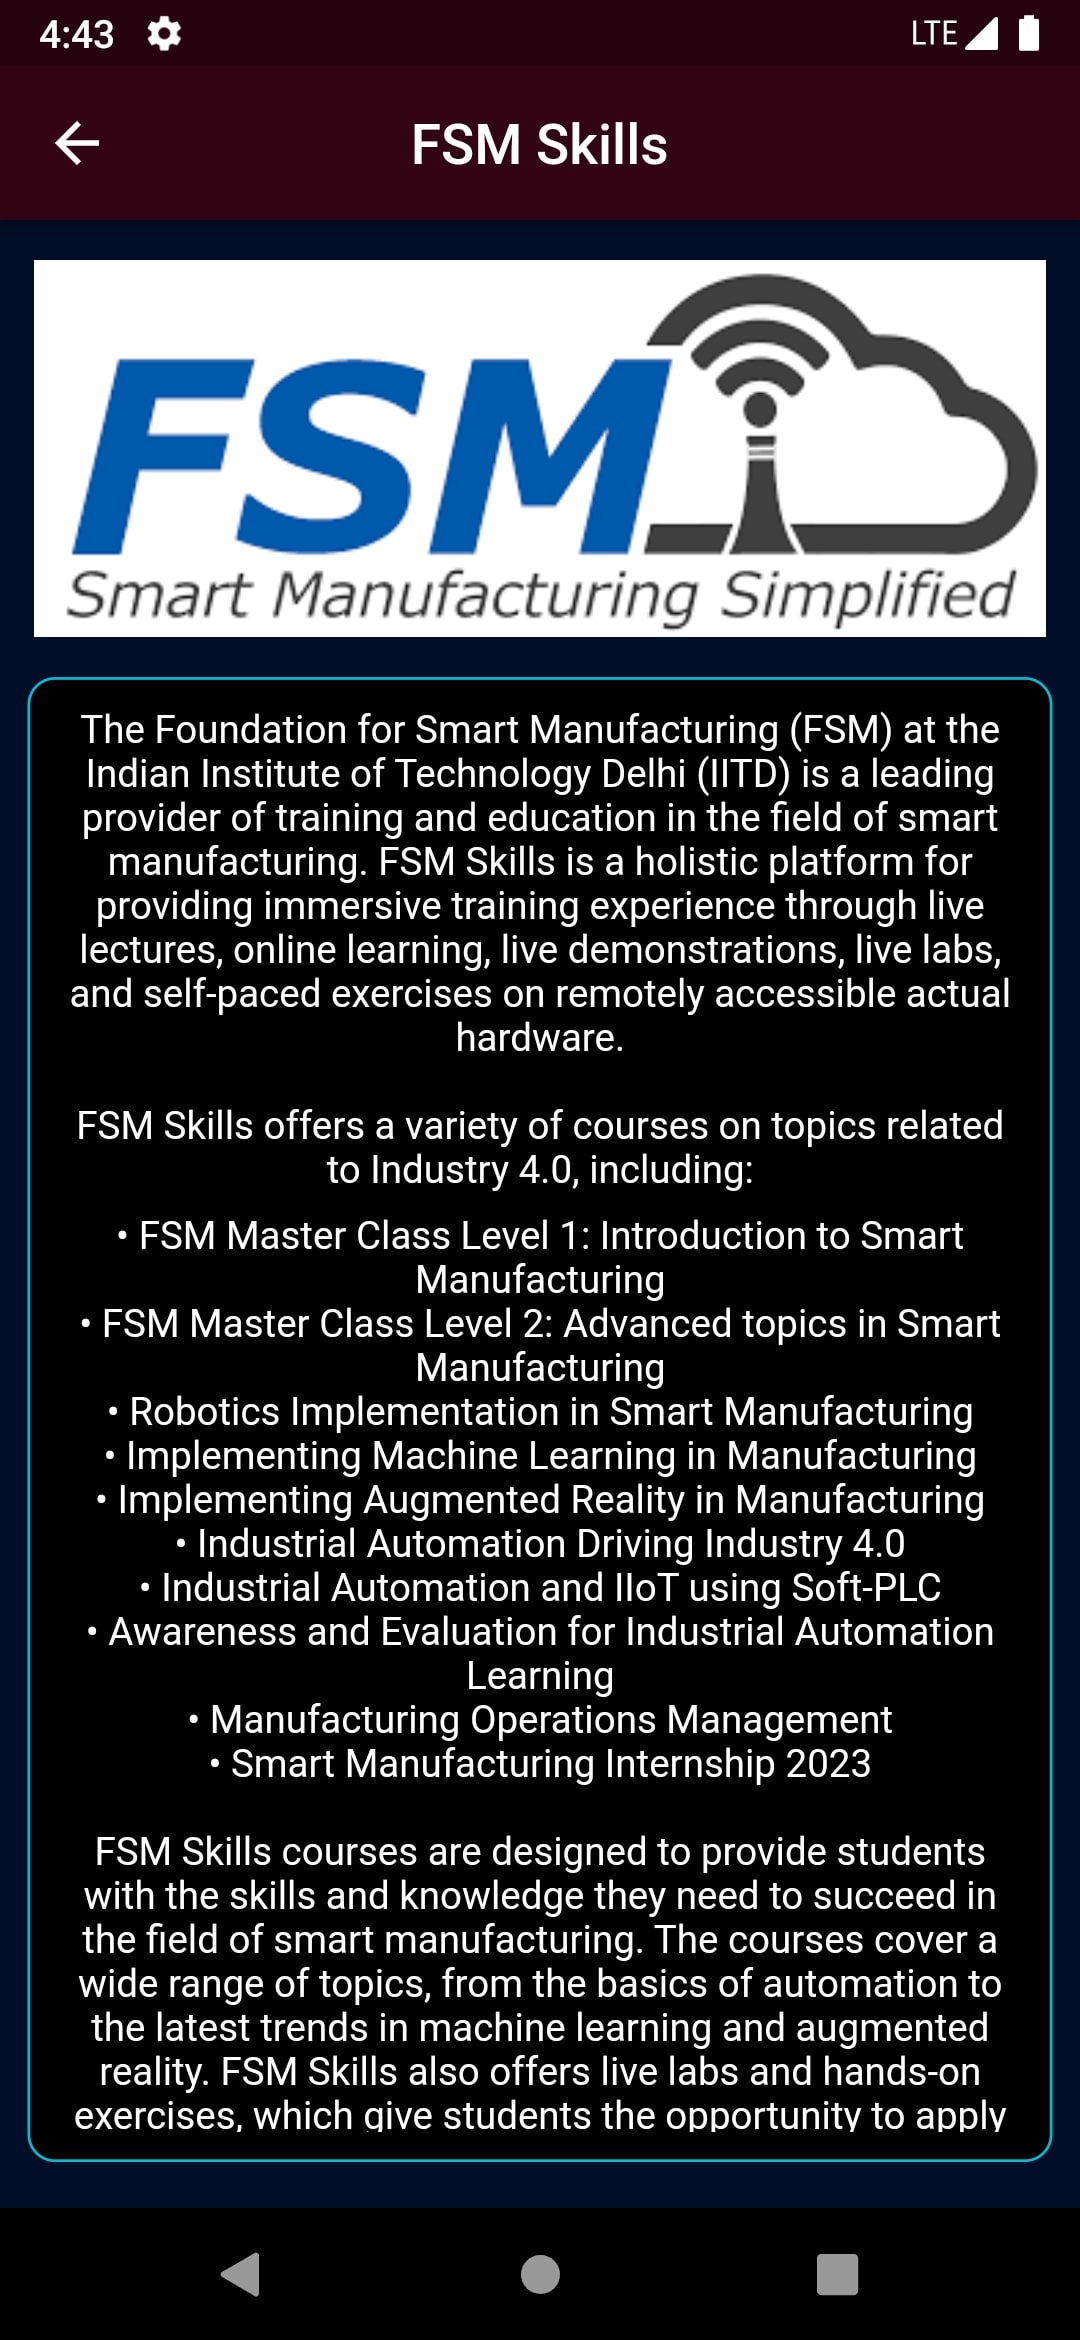 4:43
LTE
FSM Skills
FSM
Smart Manufacturing Simplified
The Foundation for Smart Manufacturing (FSM) at the
Indian Institute of Technology Delhi (IITD) is a leading
provider of training and education in the field of smart
manufacturing. FSM Skills is a holistic platform for
providing immersive training experience through live
lectures, online learning, live demonstrations, live labs,
and self-paced exercises on remotely accessible actual
hardware.
FSM Skills offers a variety of courses on topics related
to Industry 4.0, including:
• FSM Master Class Level 1: Introduction to Smart
Manufacturing
• FSM Master Class Level 2: Advanced topics in Smart
Manufacturing
• Robotics Implementation in Smart Manufacturing
• Implementing Machine Learning in Manufacturing
• Implementing Augmented Reality in Manufacturing
• Industrial Automation Driving Industry 4.0
• Industrial Automation and IIoT using Soft-PLC
• Awareness and Evaluation for Industrial Automation
Learning
• Manufacturing Operations Management
• Smart Manufacturing Internship 2023
FSM Skills courses are designed to provide students
with the skills and knowledge they need to succeed in
the field of smart manufacturing. The courses cover a
wide range of topics, from the basics of automation to
the latest trends in machine learning and augmented
reality. FSM Skills also offers live labs and hands-on
exercises, which give students the opportunity to apply